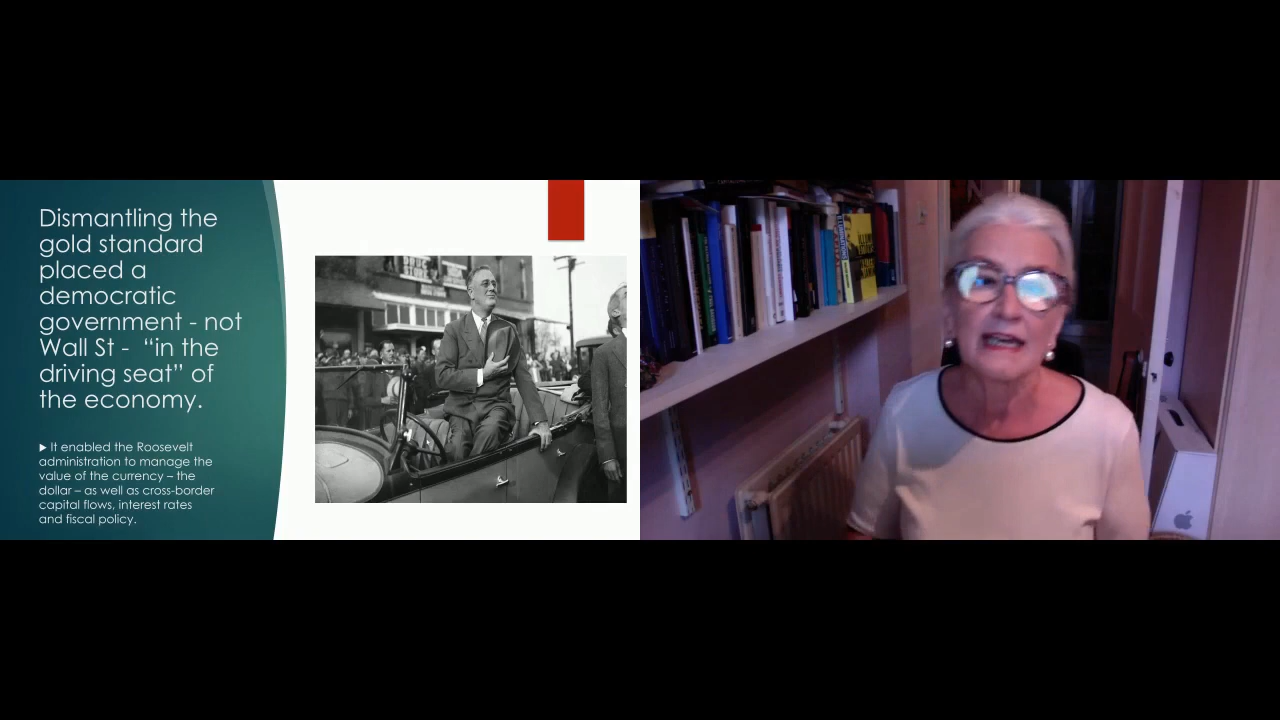 Dismantling the
gold standard
placed a
democratic
government - not
Wall St - “in the
driving seat” of
the economy.
▶ It enabled the Roosevelt
administration to manage the
value of the currency – the
dollar – as well as cross-border
capital flows, interest rates
and fiscal policy.